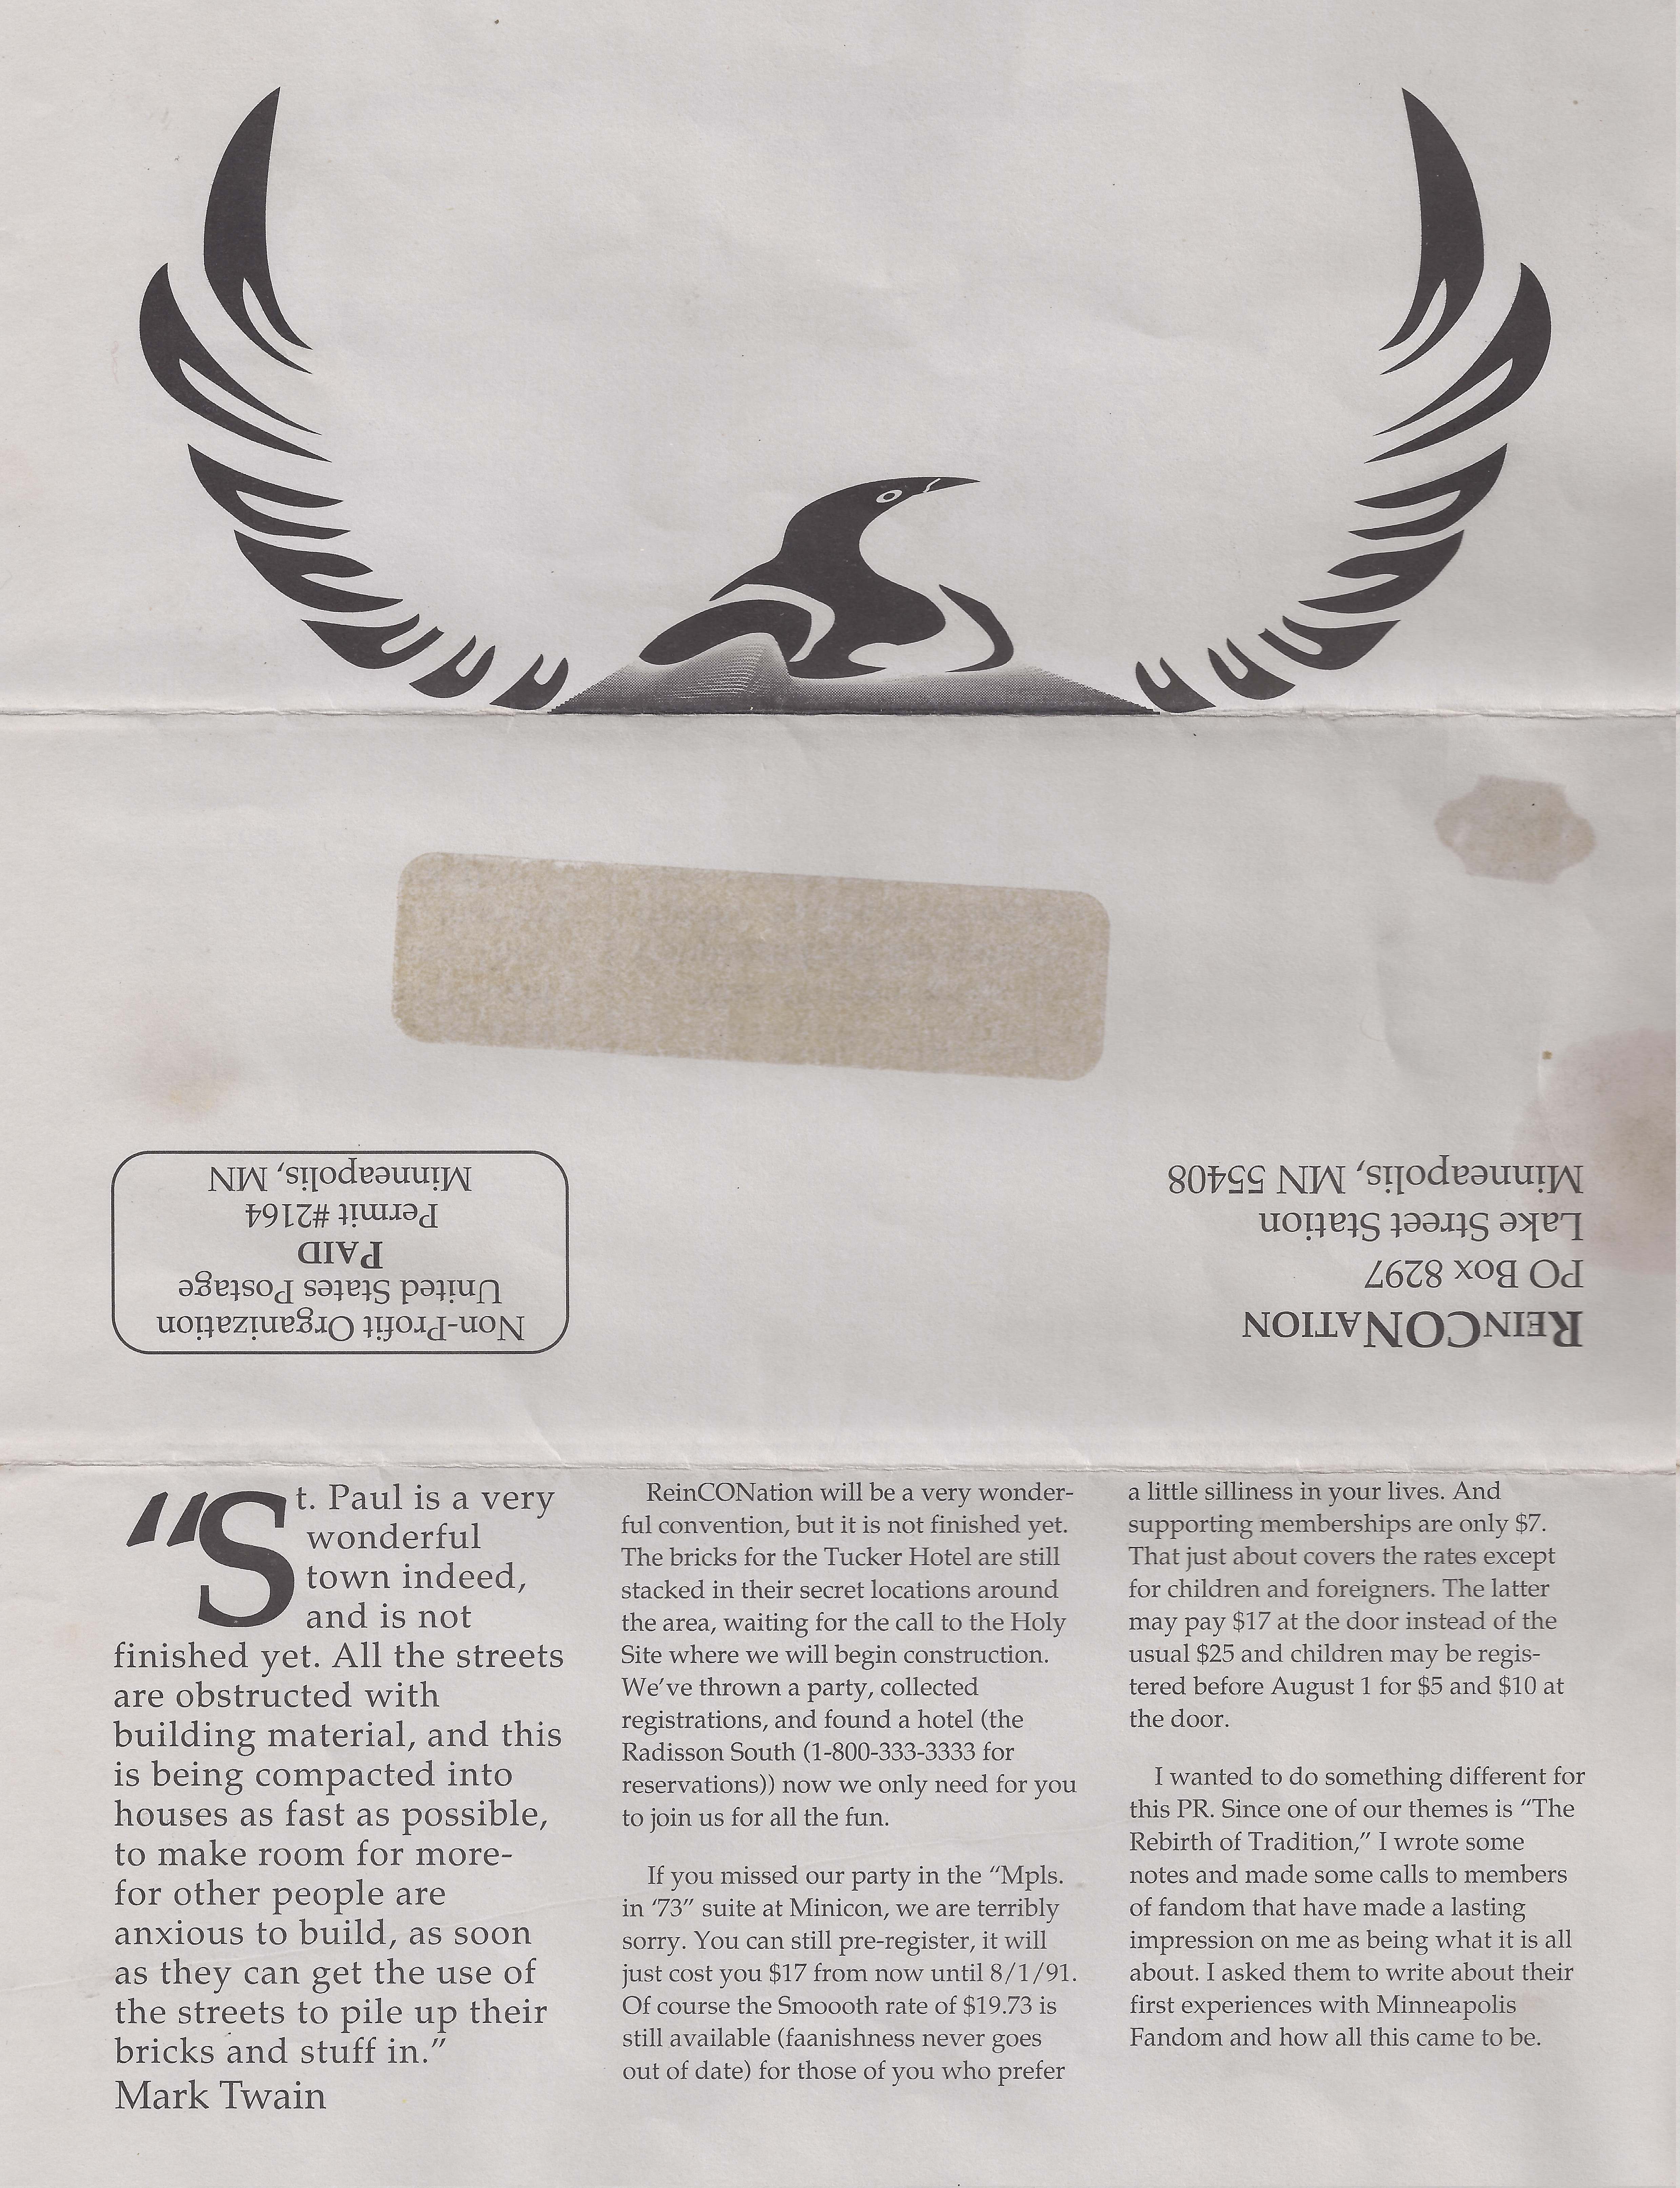 Non-Profit Organization
United States Postage
PAID
Permit #2164
Minneapolis, MN
REINCONATION
PO Box 8297
Lake Street Station
Minneapolis, MN 55408
“St. Paul is a very
wonderful
town indeed,
and is not
finished yet. All the streets
are obstructed with
building material, and this
is being compacted into
houses as fast as possible,
to make room for more-
for other people are
anxious to build, as soon
as they can get the use of
the streets to pile up their
bricks and stuff in.”
Mark Twain
ReinCONation will be a very wonder-
ful convention, but it is not finished yet.
The bricks for the Tucker Hotel are still
stacked in their secret locations around
the area, waiting for the call to the Holy
Site where we will begin construction.
We’ve thrown a party, collected
registrations, and found a hotel (the
Radisson South (1-800-333-3333 for
reservations)) now we only need for you
to join us for all the fun.
If you missed our party in the “Mpls.
in ‘73” suite at Minicon, we are terribly
sorry. You can still pre-register, it will
just cost you $17 from now until 8/1/91.
Of course the Smoooth rate of $19.73 is
still available (faanishness never goes
out of date) for those of you who prefer
a little silliness in your lives. And
supporting memberships are only $7.
That just about covers the rates except
for children and foreigners. The latter
may pay $17 at the door instead of the
usual $25 and children may be regis-
tered before August 1 for $5 and $10 at
the door.
I wanted to do something different for
this PR. Since one of our themes is “The
Rebirth of Tradition,” I wrote some
notes and made some calls to members
of fandom that have made a lasting
impression on me as being what it is all
about. I asked them to write about their
first experiences with Minneapolis
Fandom and how all this came to be.